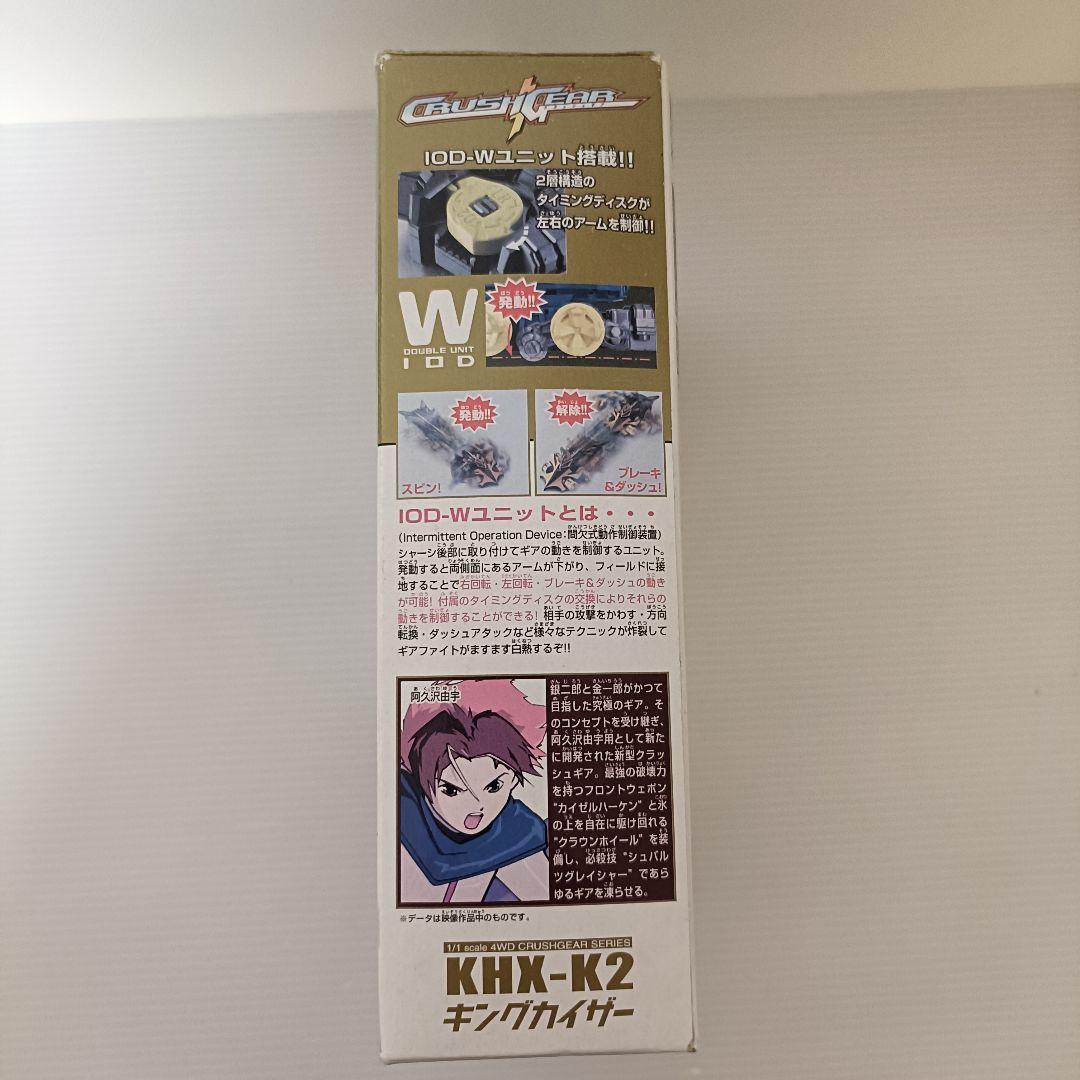 CRUSH GEAR
IOD-Wユニット搭載!!
2層構造の
タイミングディスクが
左右のアームを制御!!
W
DOUBLE UNIT
IOD
発動!!
発動!!
スピン!
解除!!
ブレーキ
&ダッシュ!
IOD-Wユニットとは・・・
(Intermittent Operation Device:間欠式動作制御装置)
シャーシ後部に取り付けてギアの動きを制御するユニット。
発動すると両側面にあるアームが下がり、フィールドに接
地することで右回転・左回転・ブレーキ&ダッシュの動き
が可能! 付属のタイミングディスクの交換によりそれらの
動きを制御することができる! 相手の攻撃をかわす・方向
転換・ダッシュアタックなど様々なテクニックが炸裂して
ギアファイトがますます白熱するぞ!!
阿久沢由宇
銀二郎と金一郎がかつて
目指した究極のギア。そ
のコンセプトを受け継ぎ、
阿久沢由宇用として新た
に開発された新型クラッ
シュギア。最強の破壊力
を持つフロントウェポン
"カイゼルハーケン"と氷
の上を自在に駆け回れる
"クラウンホイール"を装
備し、必殺技"シュバル
ツグレイシャー"であら
ゆるギアを凍らせる。
※データは映像作品中のものです。
1/1 scale 4WD CRUSHGEAR SERIES
KHX-K2
キングカイザー